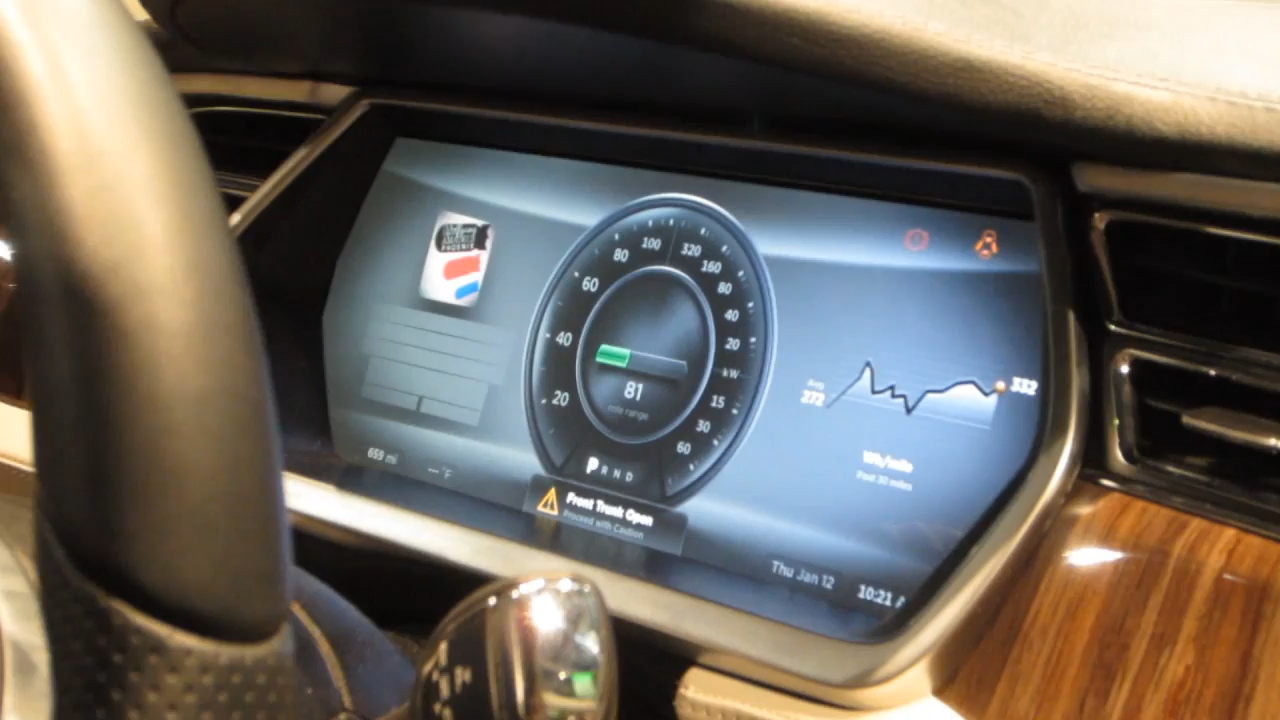 PHOENIX
100
320
80
160
60
80
40
40
20
kW
20
15
30
60
81
mile range
P R N D
Avg
272
332
Wh/mile
Past 30 miles
659 mi
-- °F
Front Trunk Open
Proceed with Caution
Thu Jan 12
10:21